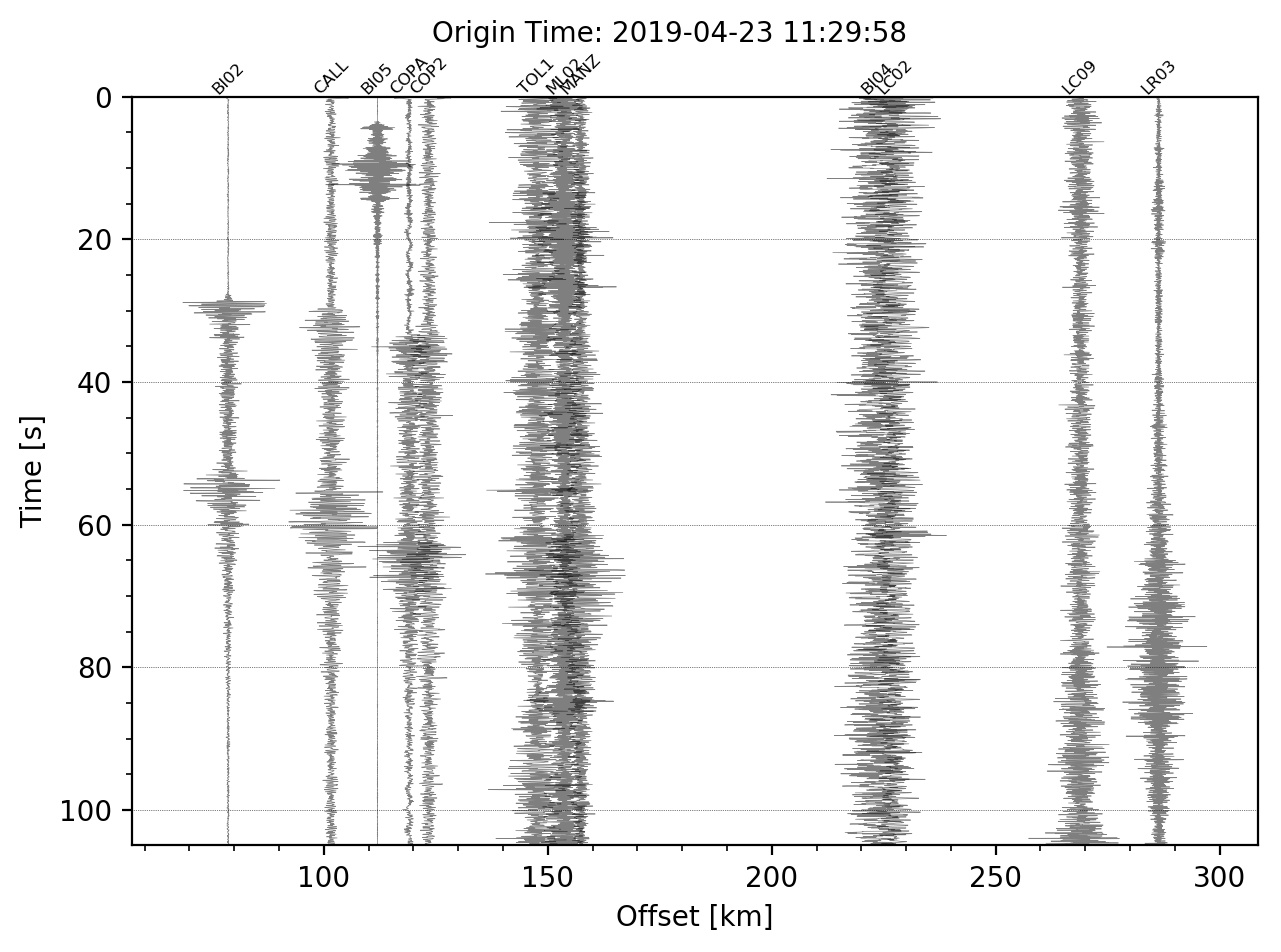 Origin Time: 2019-04-23 11:29:58
BI02 CALL BI05 COPA COP2 TOL1 ML02 MANZ BI04 LC02 LC09 LR03
0
20
40
60
80
100
Time [s]
100 150 200 250 300
Offset [km]